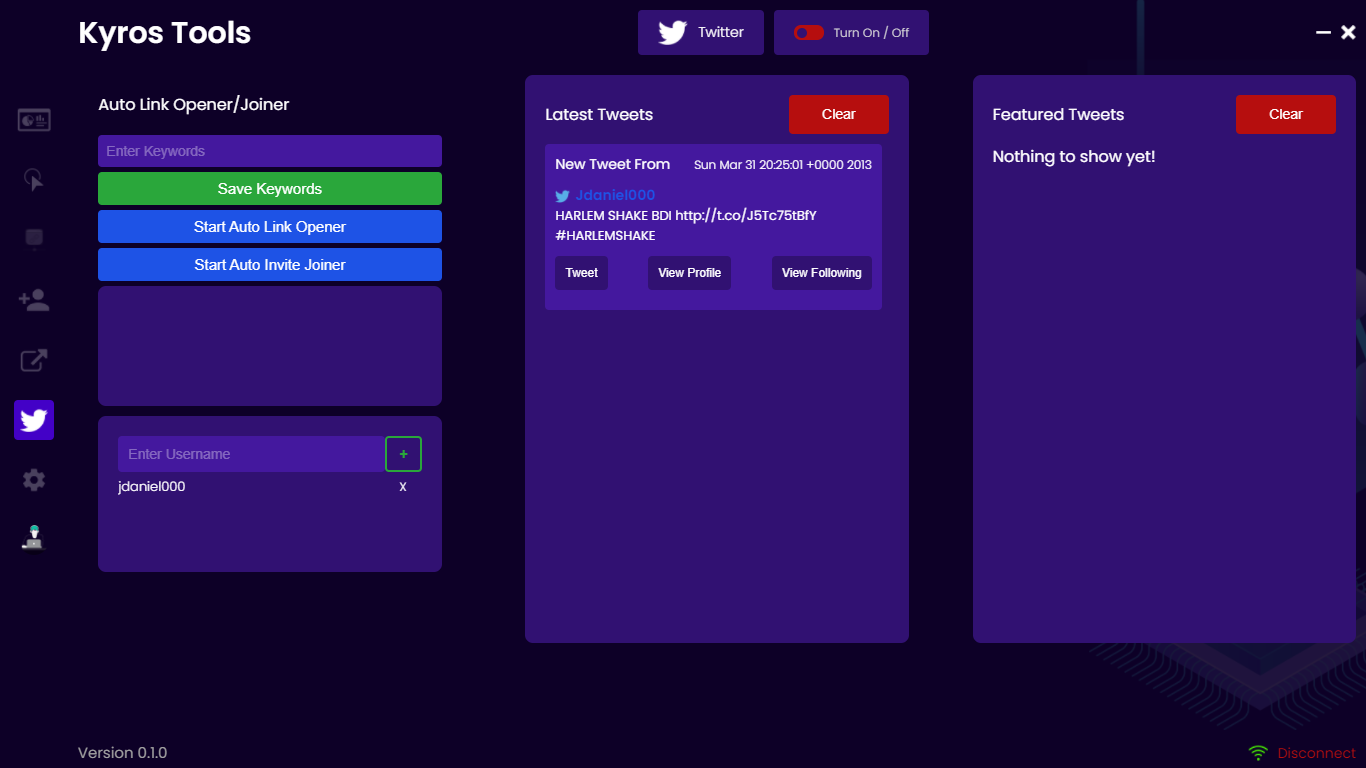 Kyros Tools
Twitter
Turn On / Off
Auto Link Opener/Joiner
Enter Keywords
Save Keywords
Start Auto Link Opener
Start Auto Invite Joiner
Enter Username
+
jdaniel000
X
Latest Tweets
Clear
New Tweet From
Sun Mar 31 20:25:01 +0000 2013
Jdaniel000
HARLEM SHAKE BDI http://t.co/J5Tc75tBfY
#HARLEMSHAKE
Tweet
View Profile
View Following
Featured Tweets
Clear
Nothing to show yet!
Version 0.1.0
Disconnect